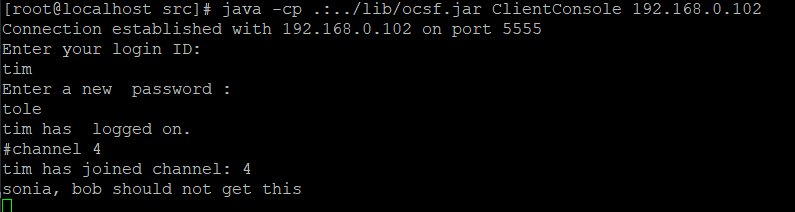 [root@localhost src]# java -cp .:../lib/ocsf.jar ClientConsole 192.168.0.102
Connection established with 192.168.0.102 on port 5555
Enter your login ID:
tim
Enter a new  password :
tole
tim has  logged on.
#channel 4
tim has joined channel: 4
sonia, bob should not get this